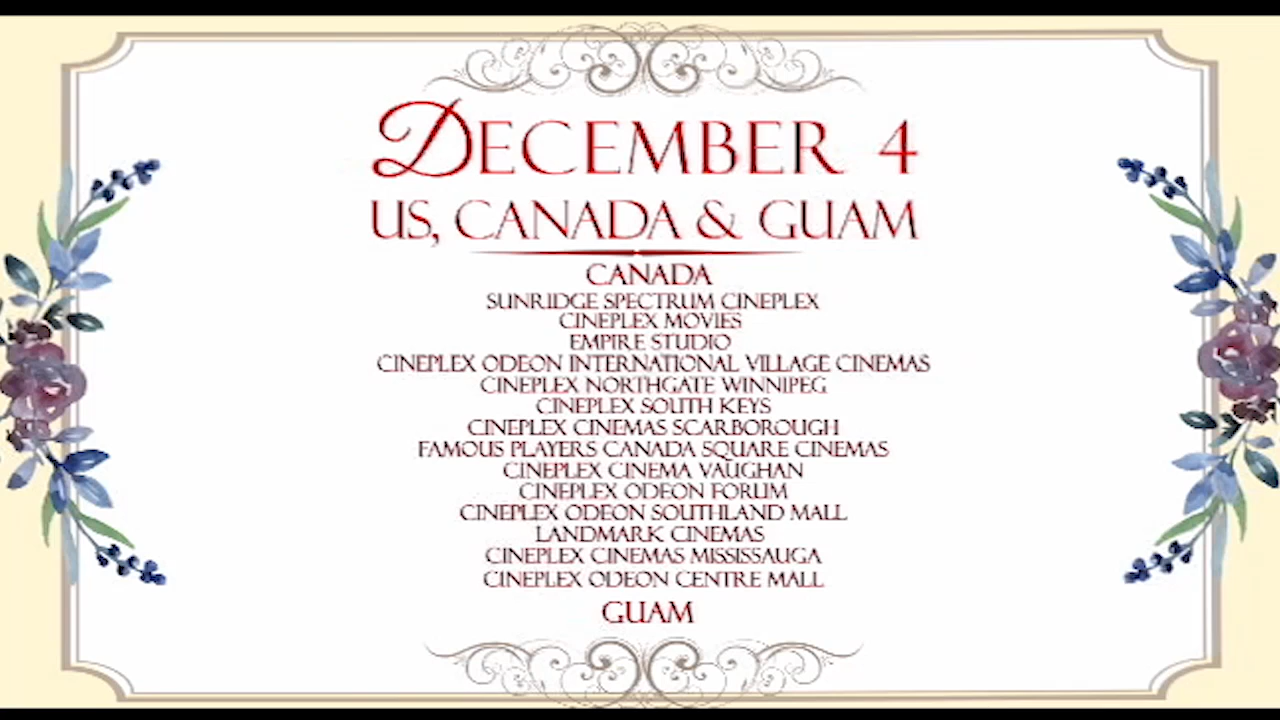 DECEMBER 4
US, CANADA & GUAM
CANADA
SUNRIDGE SPECTRUM CINEPLEX
CINEPLEX MOVIES
EMPIRE STUDIO
CINEPLEX ODEON INTERNATIONAL VILLAGE CINEMAS
CINEPLEX NORTHGATE WINNIPEG
CINEPLEX SOUTH KEYS
CINEPLEX CINEMAS SCARBOROUGH
FAMOUS PLAYERS CANADA SQUARE CINEMAS
CINEPLEX CINEMA VAUGHAN
CINEPLEX ODEON FORUM
CINEPLEX ODEON SOUTHLAND MALL
LANDMARK CINEMAS
CINEPLEX CINEMAS MISSISSAUGA
CINEPLEX ODEON CENTRE MALL
GUAM